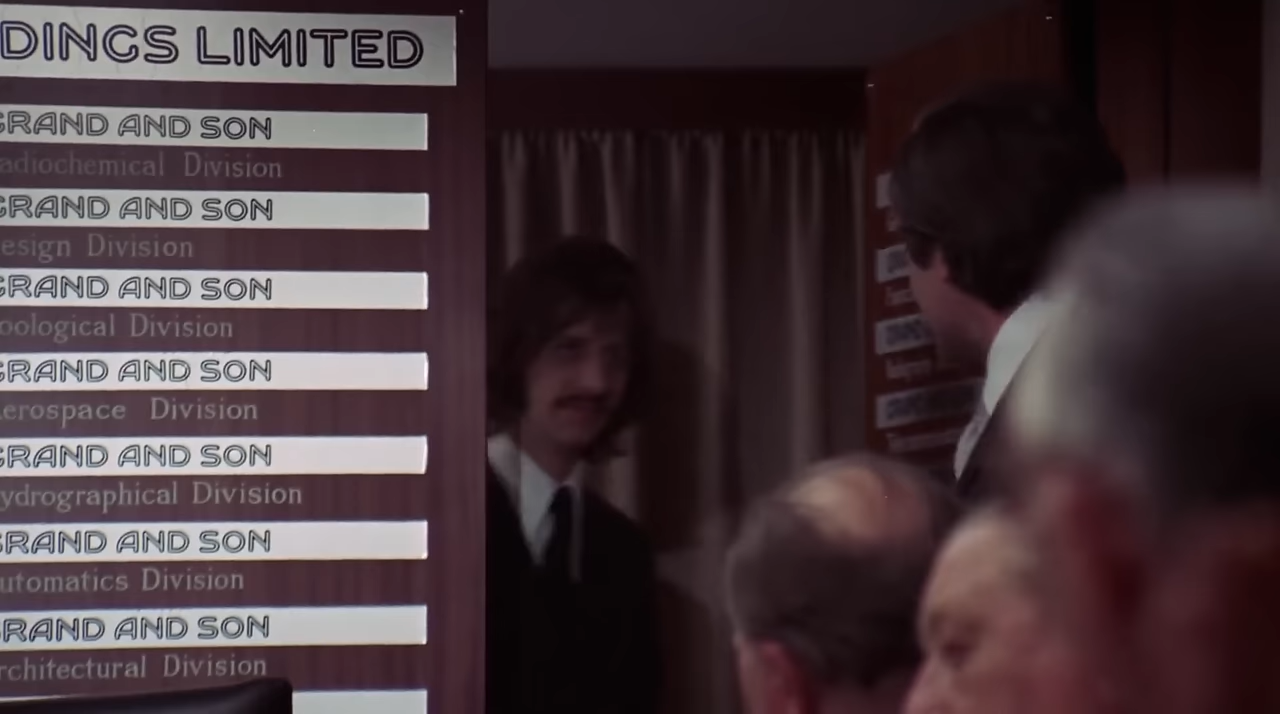 DINGS LIMITED
GRAND AND SON
adiochemical Division
GRAND AND SON
esign Division
GRAND AND SON
oological Division
GRAND AND SON
erospace Division
GRAND AND SON
ydrographical Division
GRAND AND SON
utomatics Division
GRAND AND SON
rchitectural Division